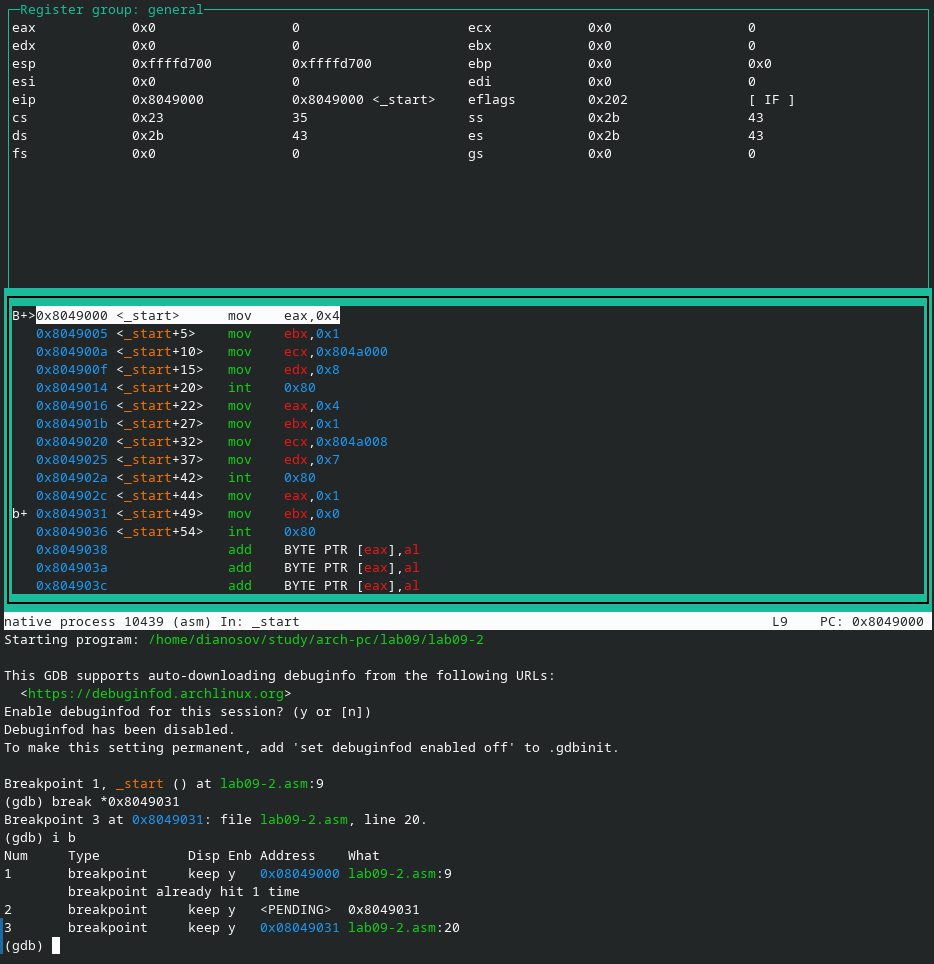 Register group: general
eax 0x0 0 ecx 0x0 0
edx 0x0 0 ebx 0x0 0
esp 0xffffd700 0xffffd700 ebp 0x0 0x0
esi 0x0 0 edi 0x0 0
eip 0x8049000 0x8049000 <_start> eflags 0x202 [ IF ]
cs 0x23 35 ss 0x2b 43
ds 0x2b 43 es 0x2b 43
fs 0x0 0 gs 0x0 0
B+>0x8049000 <_start> mov eax,0x4
0x8049005 <_start+5> mov ebx,0x1
0x804900a <_start+10> mov ecx,0x804a000
0x804900f <_start+15> mov edx,0x8
0x8049014 <_start+20> int 0x80
0x8049016 <_start+22> mov eax,0x4
0x804901b <_start+27> mov ebx,0x1
0x8049020 <_start+32> mov ecx,0x804a008
0x8049025 <_start+37> mov edx,0x7
0x804902a <_start+42> int 0x80
0x804902c <_start+44> mov eax,0x1
b+ 0x8049031 <_start+49> mov ebx,0x0
0x8049036 <_start+54> int 0x80
0x8049038 add BYTE PTR [eax],al
0x804903a add BYTE PTR [eax],al
0x804903c add BYTE PTR [eax],al
native process 10439 (asm) In: _start L9 PC: 0x8049000
Starting program: /home/dianosov/study/arch-pc/lab09/lab09-2
This GDB supports auto-downloading debuginfo from the following URLs:
<https://debuginfod.archlinux.org>
Enable debuginfod for this session? (y or [n])
Debuginfod has been disabled.
To make this setting permanent, add 'set debuginfod enabled off' to .gdbinit.
Breakpoint 1, _start () at lab09-2.asm:9
(gdb) break *0x8049031
Breakpoint 3 at 0x8049031: file lab09-2.asm, line 20.
(gdb) i b
Num Type Disp Enb Address What
1 breakpoint keep y 0x08049000 lab09-2.asm:9
breakpoint already hit 1 time
2 breakpoint keep y <PENDING> 0x8049031
3 breakpoint keep y 0x08049031 lab09-2.asm:20
(gdb)